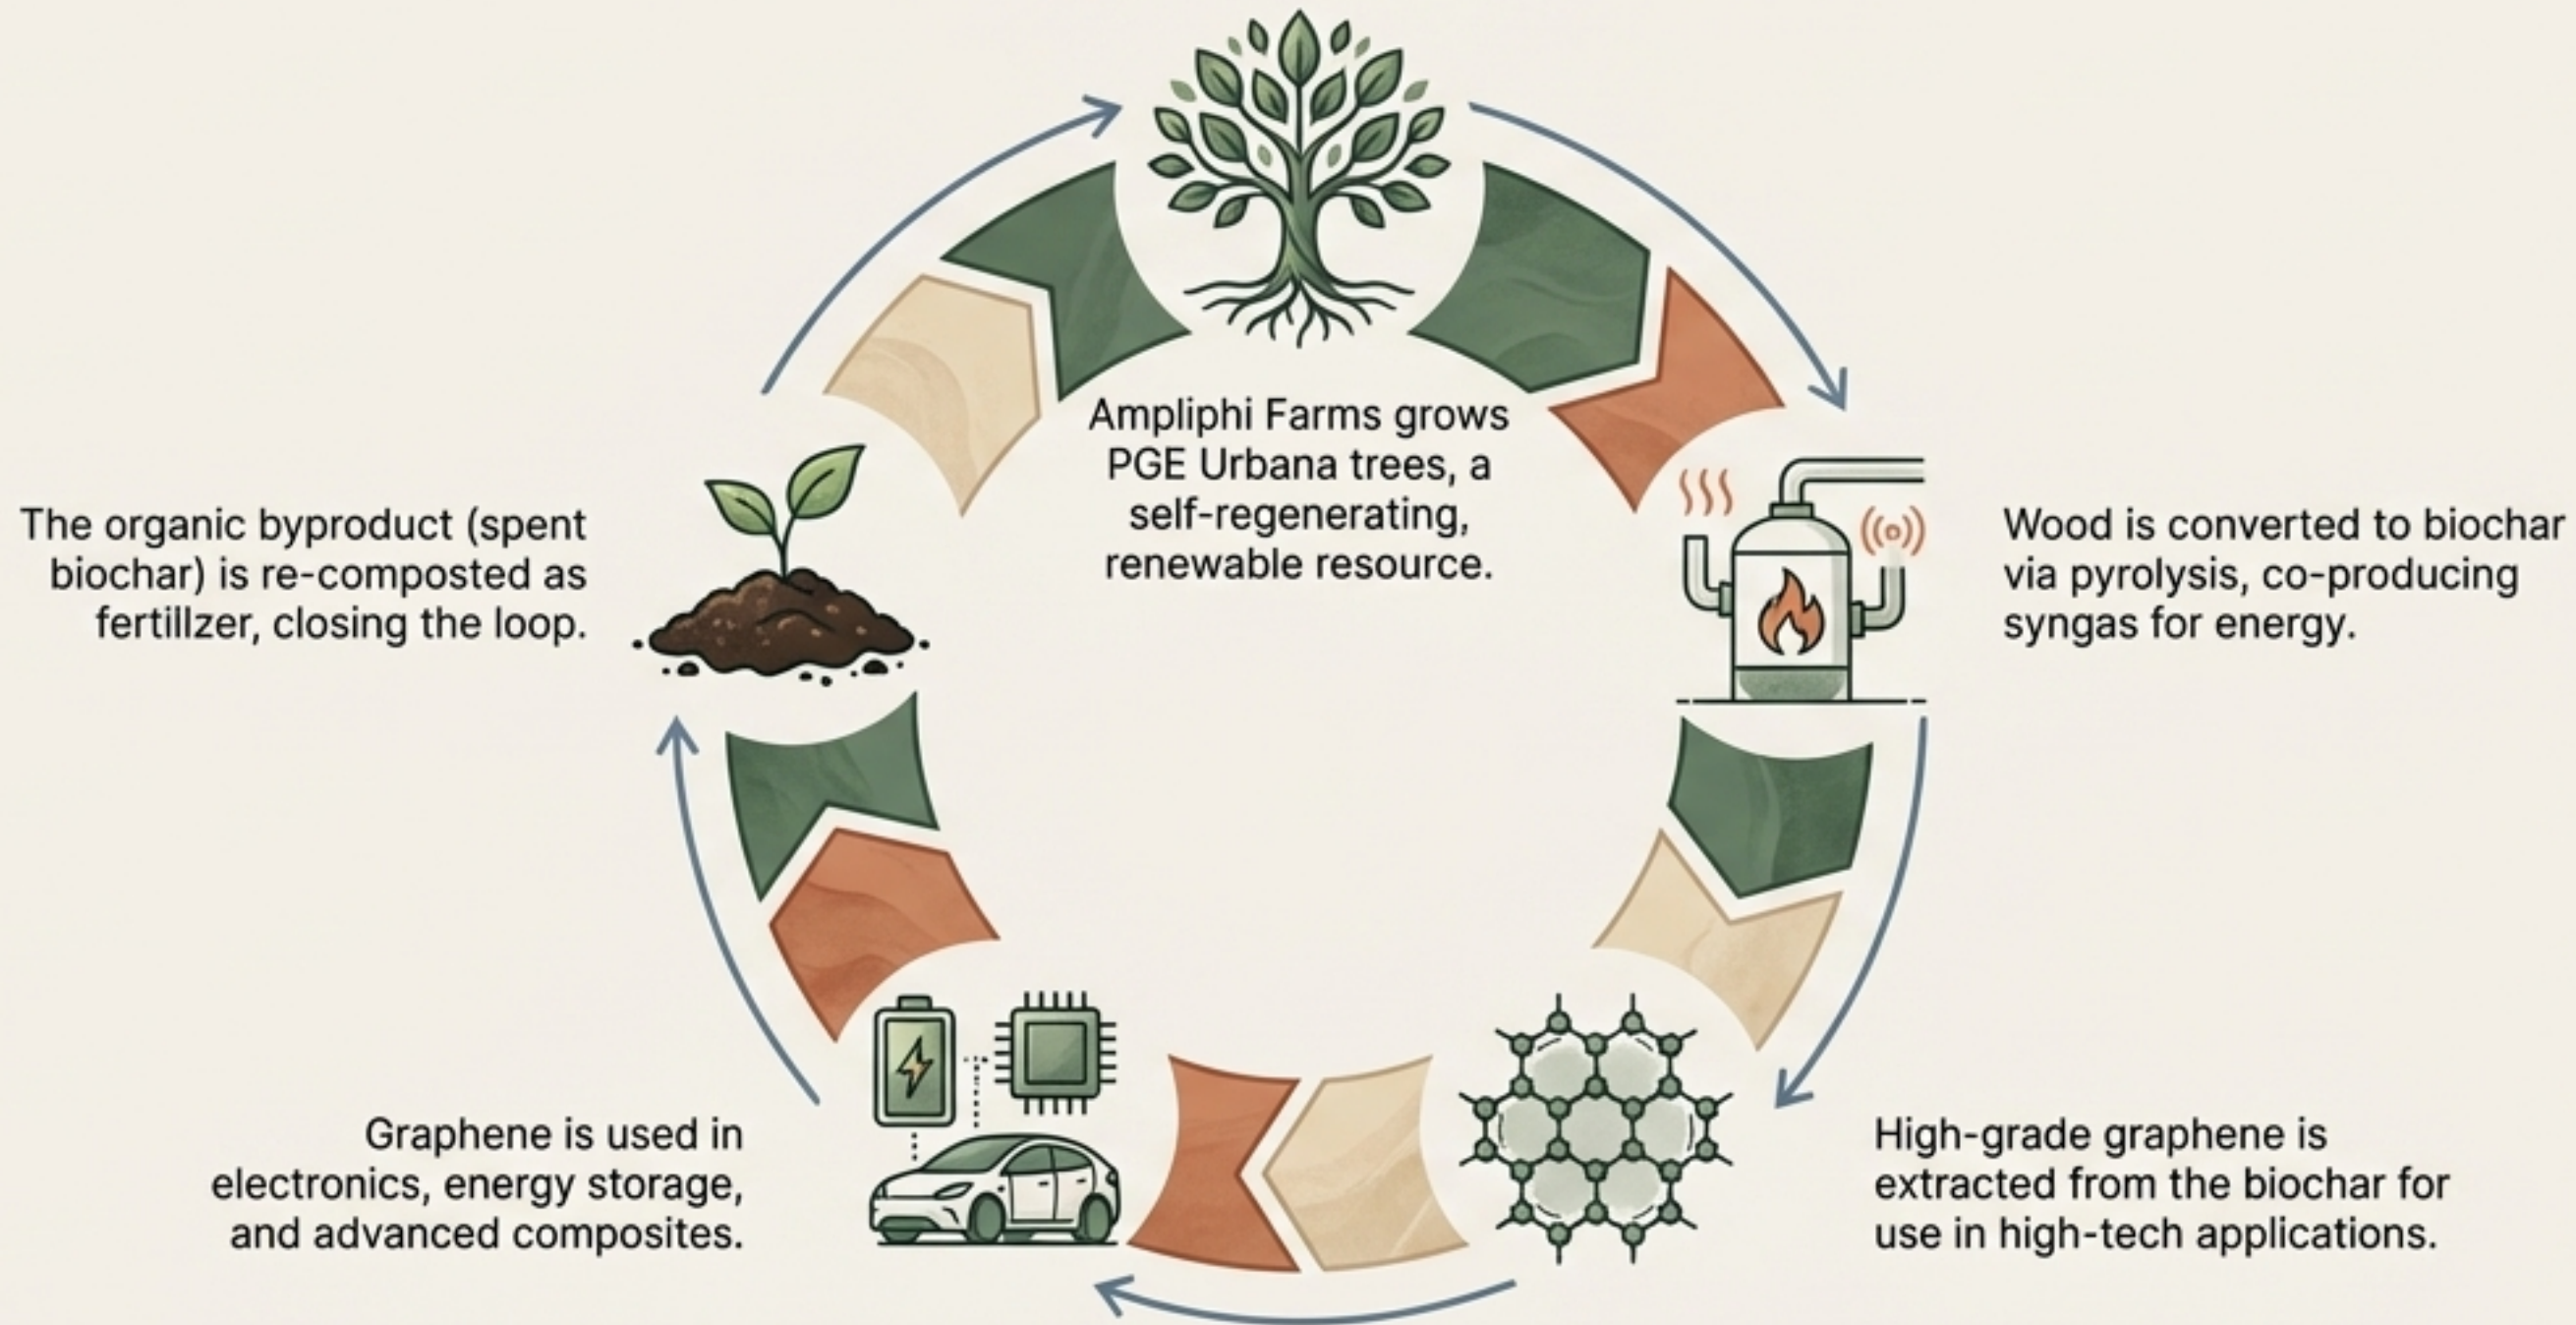 Ampliphi Farms grows
PGE Urbana trees, a
self-regenerating,
renewable resource.
Wood is converted to biochar
via pyrolysis, co-producing
syngas for energy.
High-grade graphene is
extracted from the biochar for
use in high-tech applications.
Graphene is used in
electronics, energy storage,
and advanced composites.
The organic byproduct (spent
biochar) is re-composted as
fertillzer, closing the loop.